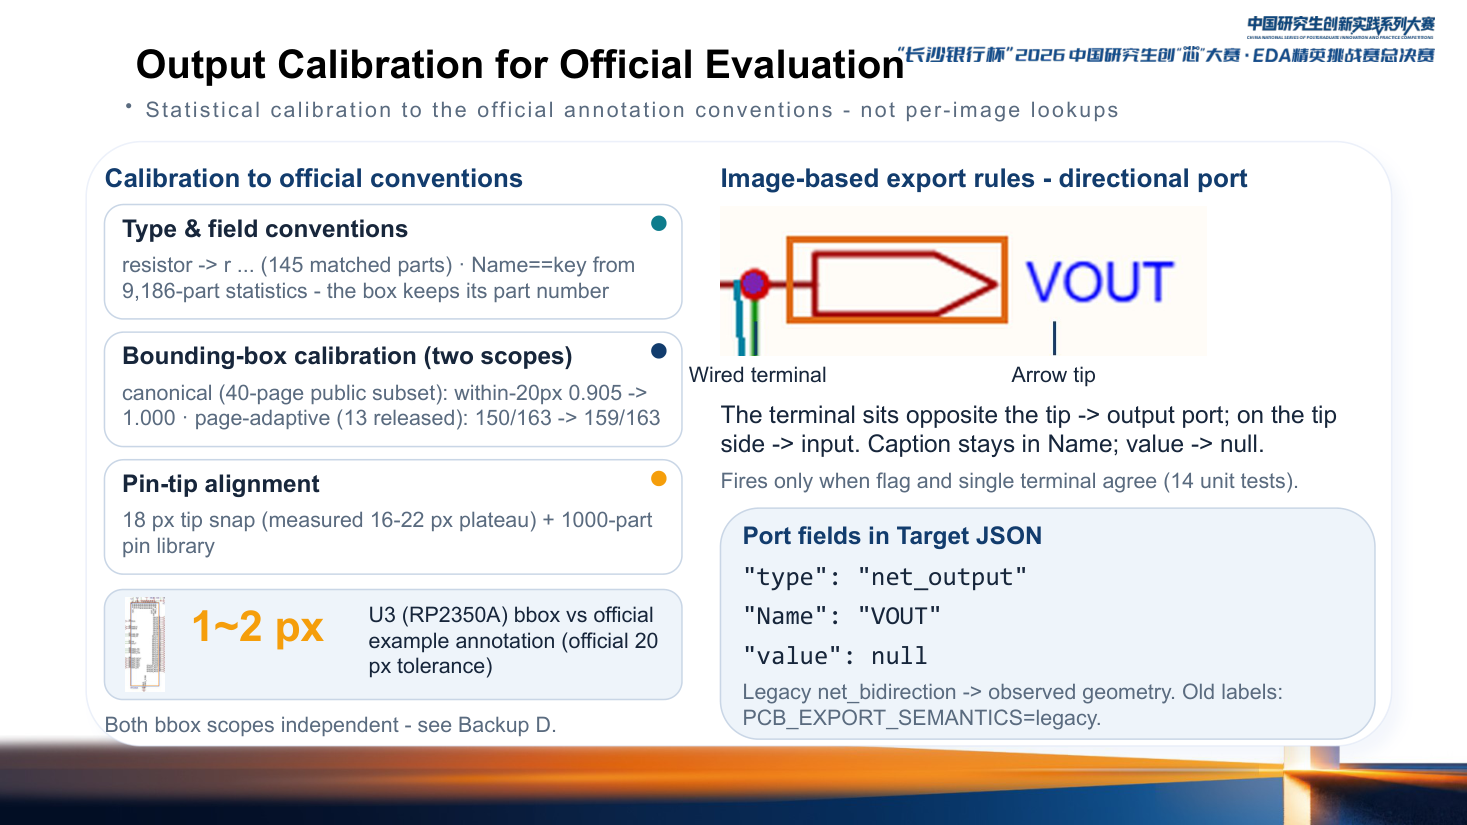 中国研究生创新实践系列大赛
CHINA NATIONAL SERIES OF POSTGRADUATE INNOVATION AND PRACTICE COMPETITIONS
“长沙银行杯”2026中国研究生创“芯”大赛·EDA精英挑战赛总决赛
Output Calibration for Official Evaluation
• Statistical calibration to the official annotation conventions - not per-image lookups
Calibration to official conventions
Type & field conventions
resistor -> r ... (145 matched parts) · Name==key from
9,186-part statistics - the box keeps its part number
Bounding-box calibration (two scopes)
canonical (40-page public subset): within-20px 0.905 ->
1.000 · page-adaptive (13 released): 150/163 -> 159/163
Pin-tip alignment
18 px tip snap (measured 16-22 px plateau) + 1000-part
pin library
1~2 px
U3 (RP2350A) bbox vs official
example annotation (official 20
px tolerance)
Both bbox scopes independent - see Backup D.
Image-based export rules - directional port
VOUT
Wired terminal
Arrow tip
The terminal sits opposite the tip -> output port; on the tip
side -> input. Caption stays in Name; value -> null.
Fires only when flag and single terminal agree (14 unit tests).
Port fields in Target JSON
"type": "net_output"
"Name": "VOUT"
"value": null
Legacy net_bidirection -> observed geometry. Old labels:
PCB_EXPORT_SEMANTICS=legacy.